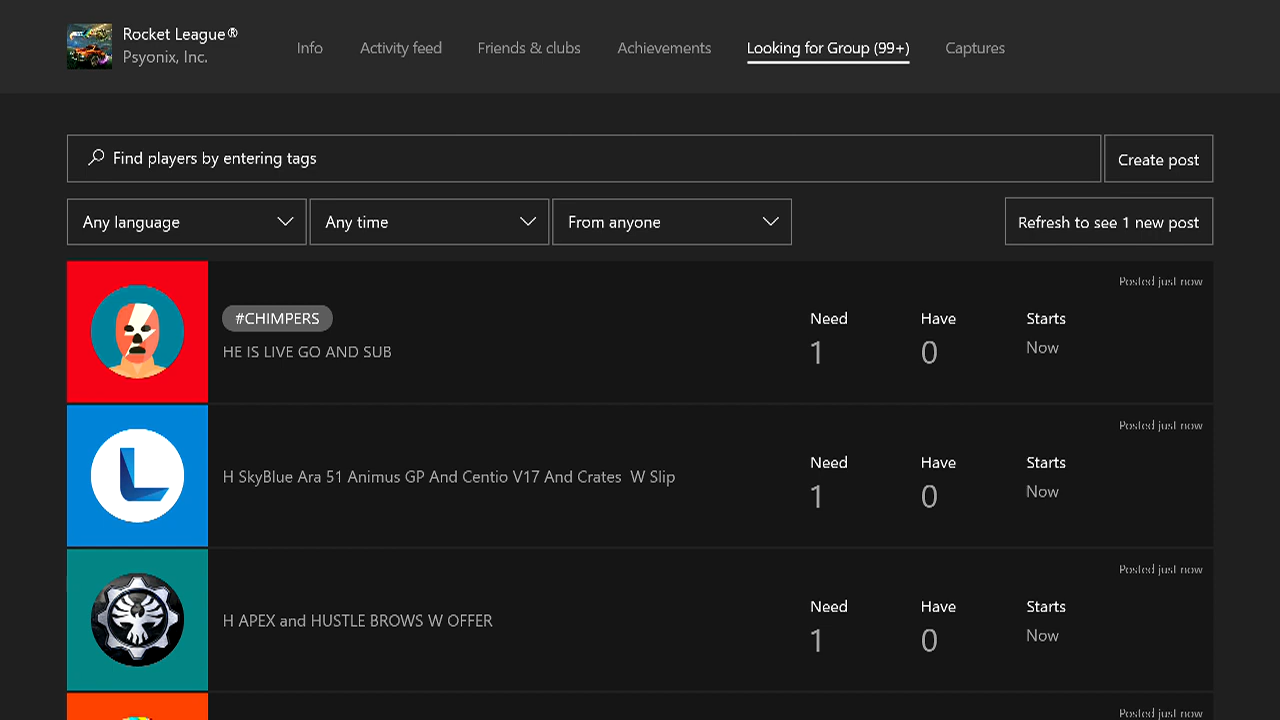 Rocket League®
Psyonix, Inc.
Info
Activity feed
Friends & clubs
Achievements
Looking for Group (99+)
Captures
Find players by entering tags
Create post
Any language
Any time
From anyone
Refresh to see 1 new post
Posted just now
#CHIMPERS
HE IS LIVE GO AND SUB
Need
1
Have
0
Starts
Now
Posted just now
H SkyBlue Ara 51 Animus GP And Centio V17 And Crates  W Slip
Need
1
Have
0
Starts
Now
Posted just now
H APEX and HUSTLE BROWS W OFFER
Need
1
Have
0
Starts
Now
Posted just now